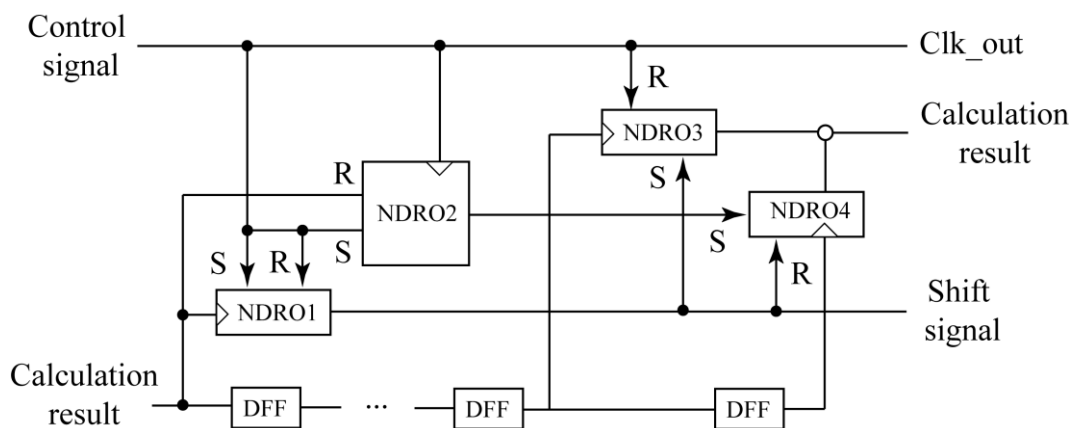 Control
signal
Clk_out
R
NDRO3
Calculation
result
S
R
NDRO2
S
NDRO4
S
R
S
R
NDRO1
Shift
signal
Calculation
result
DFF
...
DFF
DFF